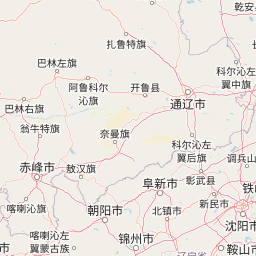 乾安
扎鲁特旗
巴林左旗
科尔沁左
翼中旗
阿鲁科尔
沁旗
开鲁县
通辽市
巴林右旗
翁牛特旗
奈曼旗
科尔沁左
翼后旗
调兵山
赤峰市
敖汉旗
彰武县
铁
阜新市
喀喇沁旗
朝阳市
北镇市
新民市
沈阳市
喀喇沁左
翼蒙古族
锦州市
鞍山市